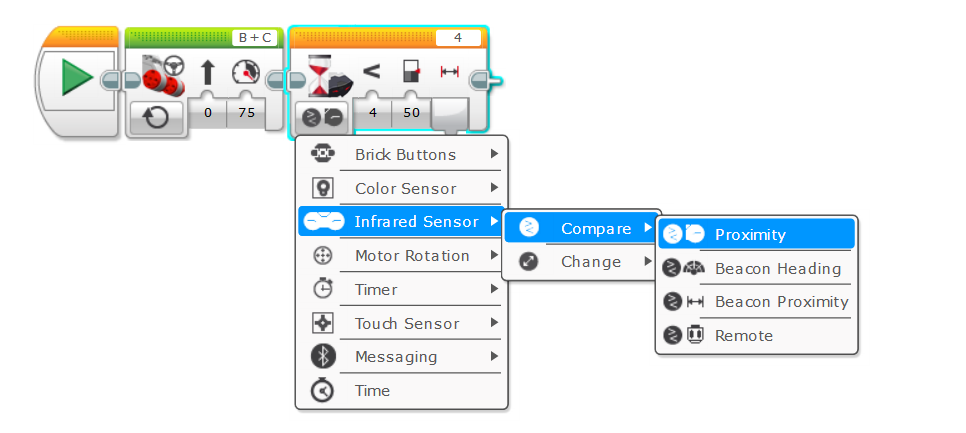 B+C
4
0
75
4
50
Brick Buttons
Color Sensor
Infrared Sensor
Motor Rotation
Timer
Touch Sensor
Messaging
Time
Compare
Change
Proximity
Beacon Heading
Beacon Proximity
Remote